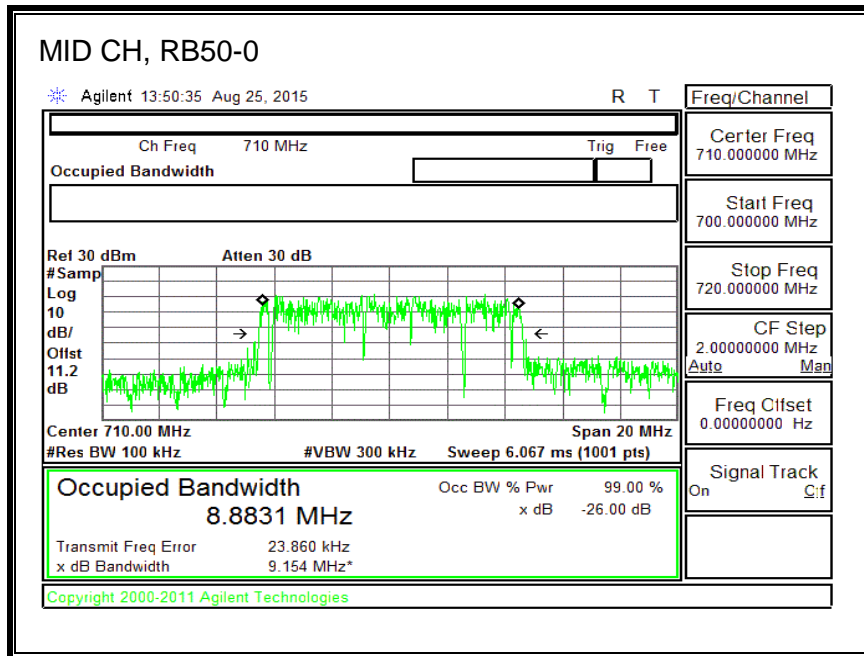 MID CH, RB50-0
Agilent 13:50:35 Aug 25, 2015 R T
Ch Freq 710 MHz Trig Free
Occupied Bandwidth
Ref 30 dBm Atten 30 dB
#Samp
Log
10
dB/
Offst
11.2
dB
Center 710.00 MHz Span 20 MHz
#Res BW 100 kHz #VBW 300 kHz Sweep 6.067 ms (1001 pts)
Occupied Bandwidth Occ BW % Pwr 99.00 %
8.8831 MHz x dB -26.00 dB
Transmit Freq Error 23.860 kHz
x dB Bandwidth 9.154 MHz*
Copyright 2000-2011 Agilent Technologies
Freq/Channel
Center Freq
710.000000 MHz
Start Freq
700.000000 MHz
Stop Freq
720.000000 MHz
CF Step
2.00000000 MHz
Auto Man
Freq Offset
0.00000000 Hz
Signal Track
On Off